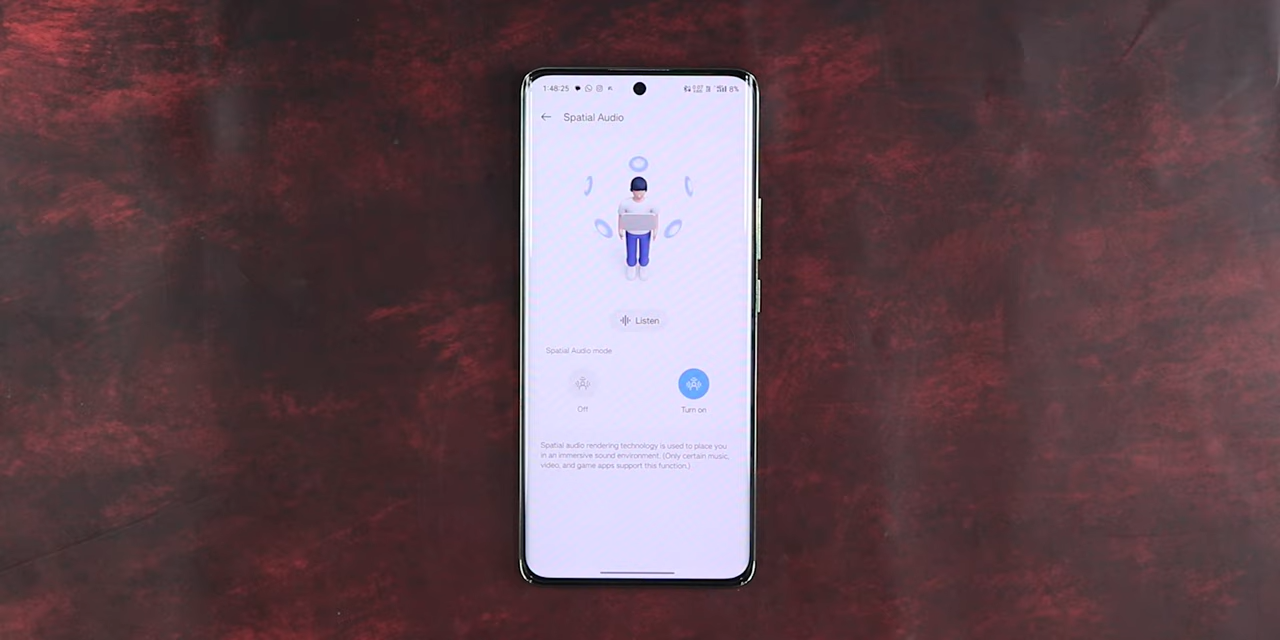 1:48:25
8%
Spatial Audio
Listen
Spatial Audio mode
Off
Turn on
Spatial audio rendering technology is used to place you
in an immersive sound environment. (Only certain music,
video, and game apps support this function.)